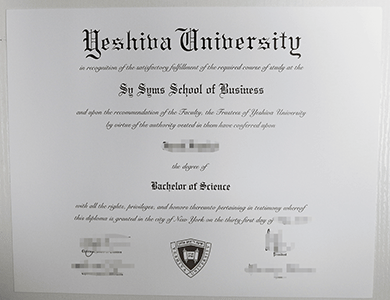 Yeshiva University
in recognition of the satisfactory fulfillment of the required course of study at the
Sy Syms School of Business
and upon the recommendation of the Faculty, the Trustees of Yeshiva University
by virtue of the authority vested in them have conferred upon
the degree of
Bachelor of Science
with all the rights, privileges, and honors thereunto pertaining in testimony whereof
this diploma is granted in the city of New York on the thirty-first day of